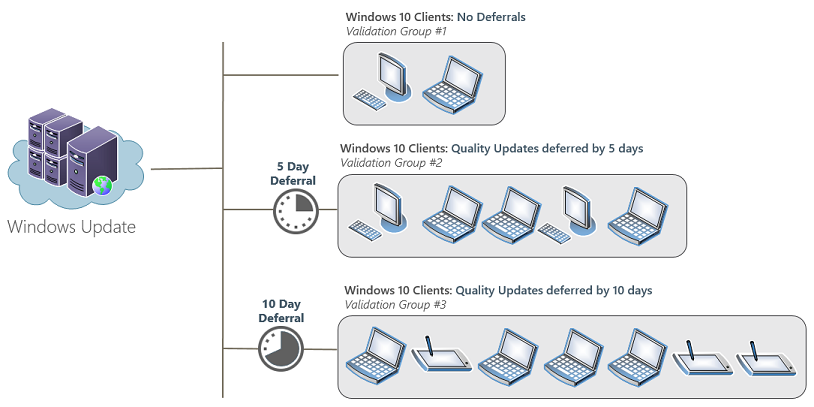 Windows 10 Clients: No Deferrals
Validation Group #1
Windows 10 Clients: Quality Updates deferred by 5 days
Validation Group #2
5 Day
Deferral
Windows Update
Windows 10 Clients: Quality Updates deferred by 10 days
Validation Group #3
10 Day
Deferral